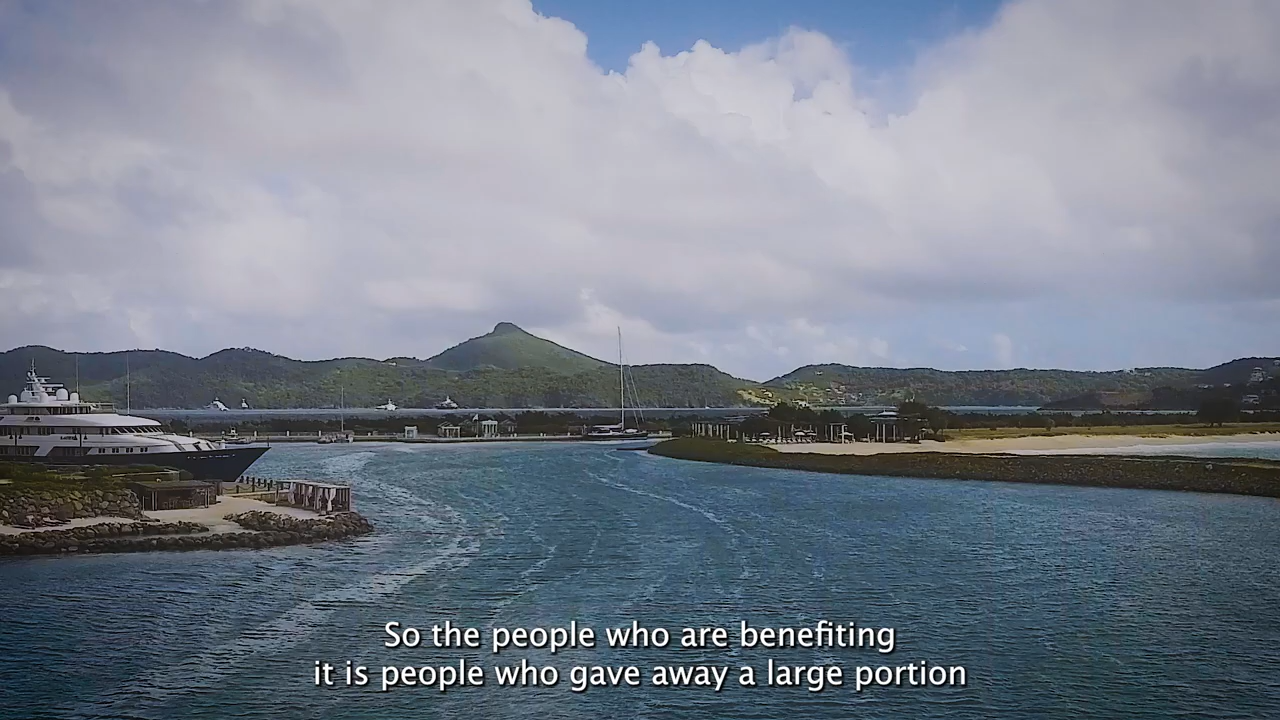 So the people who are benefiting
it is people who gave away a large portion